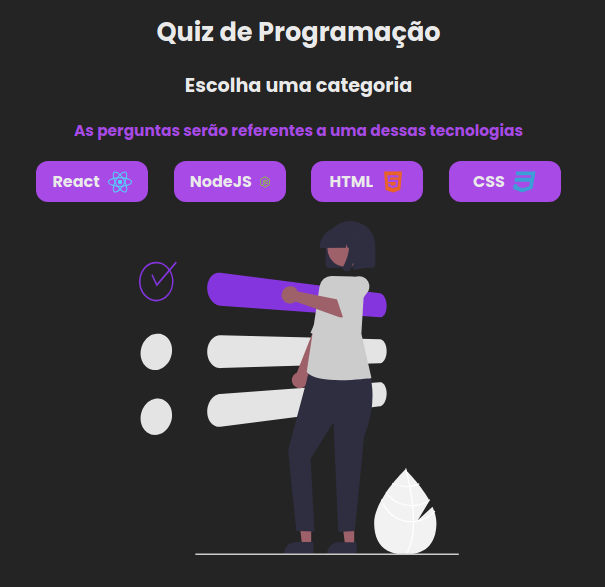 Quiz de Programação
Escolha uma categoria
As perguntas serão referentes a uma dessas tecnologias
React
NodeJS
HTML
CSS